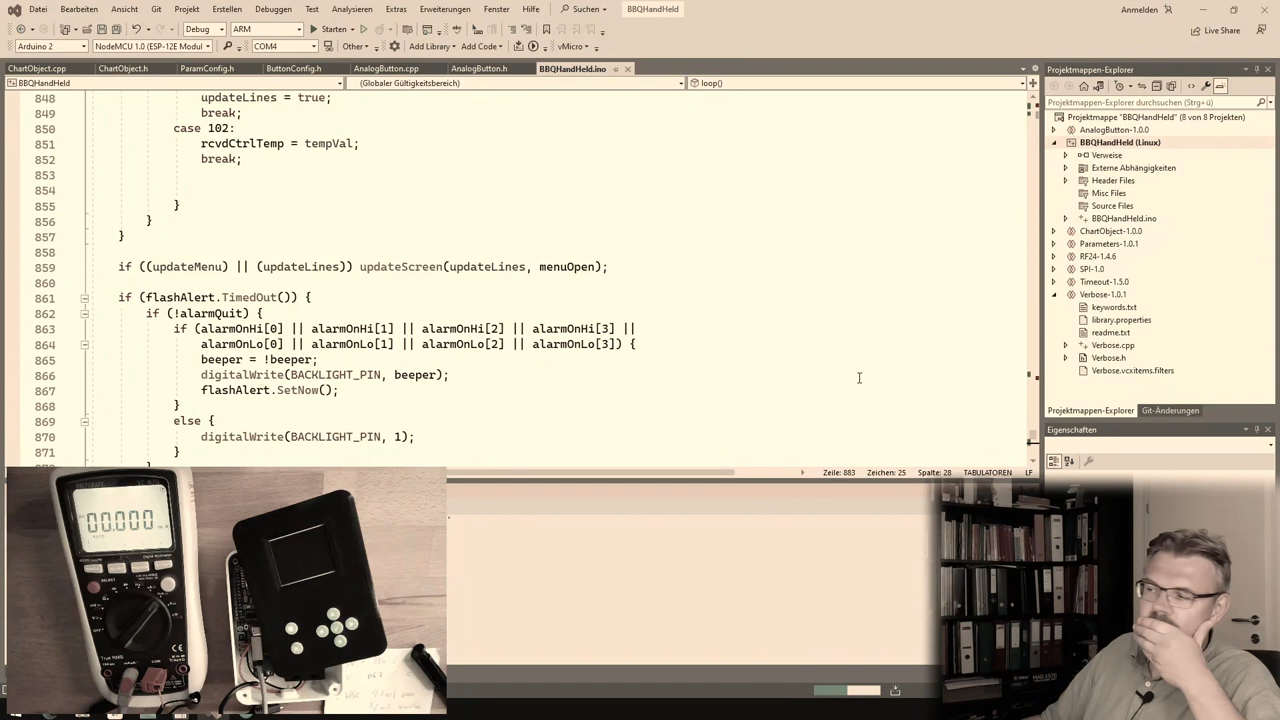 Datei Bearbeiten Ansicht Git Projekt Erstellen Debuggen Test Analysieren Extras Erweiterungen Fenster Hilfe Suchen BBQHandHeld Anmelden
Debug ARM Starten Live Share
Arduino 2 NodeMCU 1.0 (ESP-12E Modul COM4 Other Add Library Add Code vMicro
ChartObject.cpp ChartObject.h ParamConfig.h ButtonConfig.h AnalogButton.cpp AnalogButton.h BBQHandHeld.ino
BBQHandHeld (Globaler Gültigkeitsbereich) loop()
848 updateLines = true;
849 break;
850 case 102:
851 rcvdCtrlTemp = tempVal;
852 break;
853
854
855 }
856 }
857 }
858
859 if ((updateMenu) || (updateLines)) updateScreen(updateLines, menuOpen);
860
861 if (flashAlert.TimedOut()) {
862 if (!alarmQuit) {
863 if (alarmOnHi[0] || alarmOnHi[1] || alarmOnHi[2] || alarmOnHi[3] ||
864 alarmOnLo[0] || alarmOnLo[1] || alarmOnLo[2] || alarmOnLo[3]) {
865 beeper = !beeper;
866 digitalWrite(BACKLIGHT_PIN, beeper);
867 flashAlert.SetNow();
868 }
869 else {
870 digitalWrite(BACKLIGHT_PIN, 1);
871 }
Zeile: 883 Zeichen: 25 Spalte: 28 TABULATOREN LF
Projektmappen-Explorer
Projektmappen-Explorer durchsuchen (Strg+ü)
Projektmappe "BBQHandHeld" (8 von 8 Projekten)
AnalogButton-1.0.0
BBQHandHeld (Linux)
Verweise
Externe Abhängigkeiten
Header Files
Misc Files
Source Files
BBQHandHeld.ino
ChartObject-1.0.0
Parameters-1.0.1
RF24-1.4.6
SPI-1.0
Timeout-1.5.0
Verbose-1.0.1
keywords.txt
library.properties
readme.txt
Verbose.cpp
Verbose.h
Verbose.vcxitems.filters
Projektmappen-Explorer Git-Änderungen
Eigenschaften
00.000